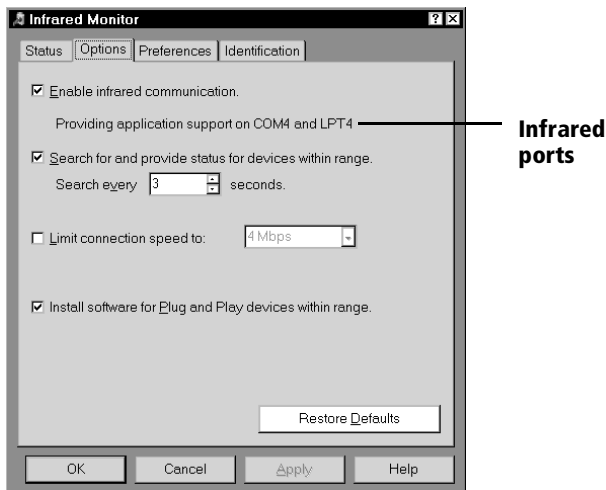 Infrared Monitor
Status Options Preferences Identification
Enable infrared communication.
Providing application support on COM4 and LPT4
Infrared
ports
Search for and provide status for devices within range.
Search every 3 seconds.
Limit connection speed to: 4 Mbps
Install software for Plug and Play devices within range.
Restore Defaults
OK Cancel Apply Help